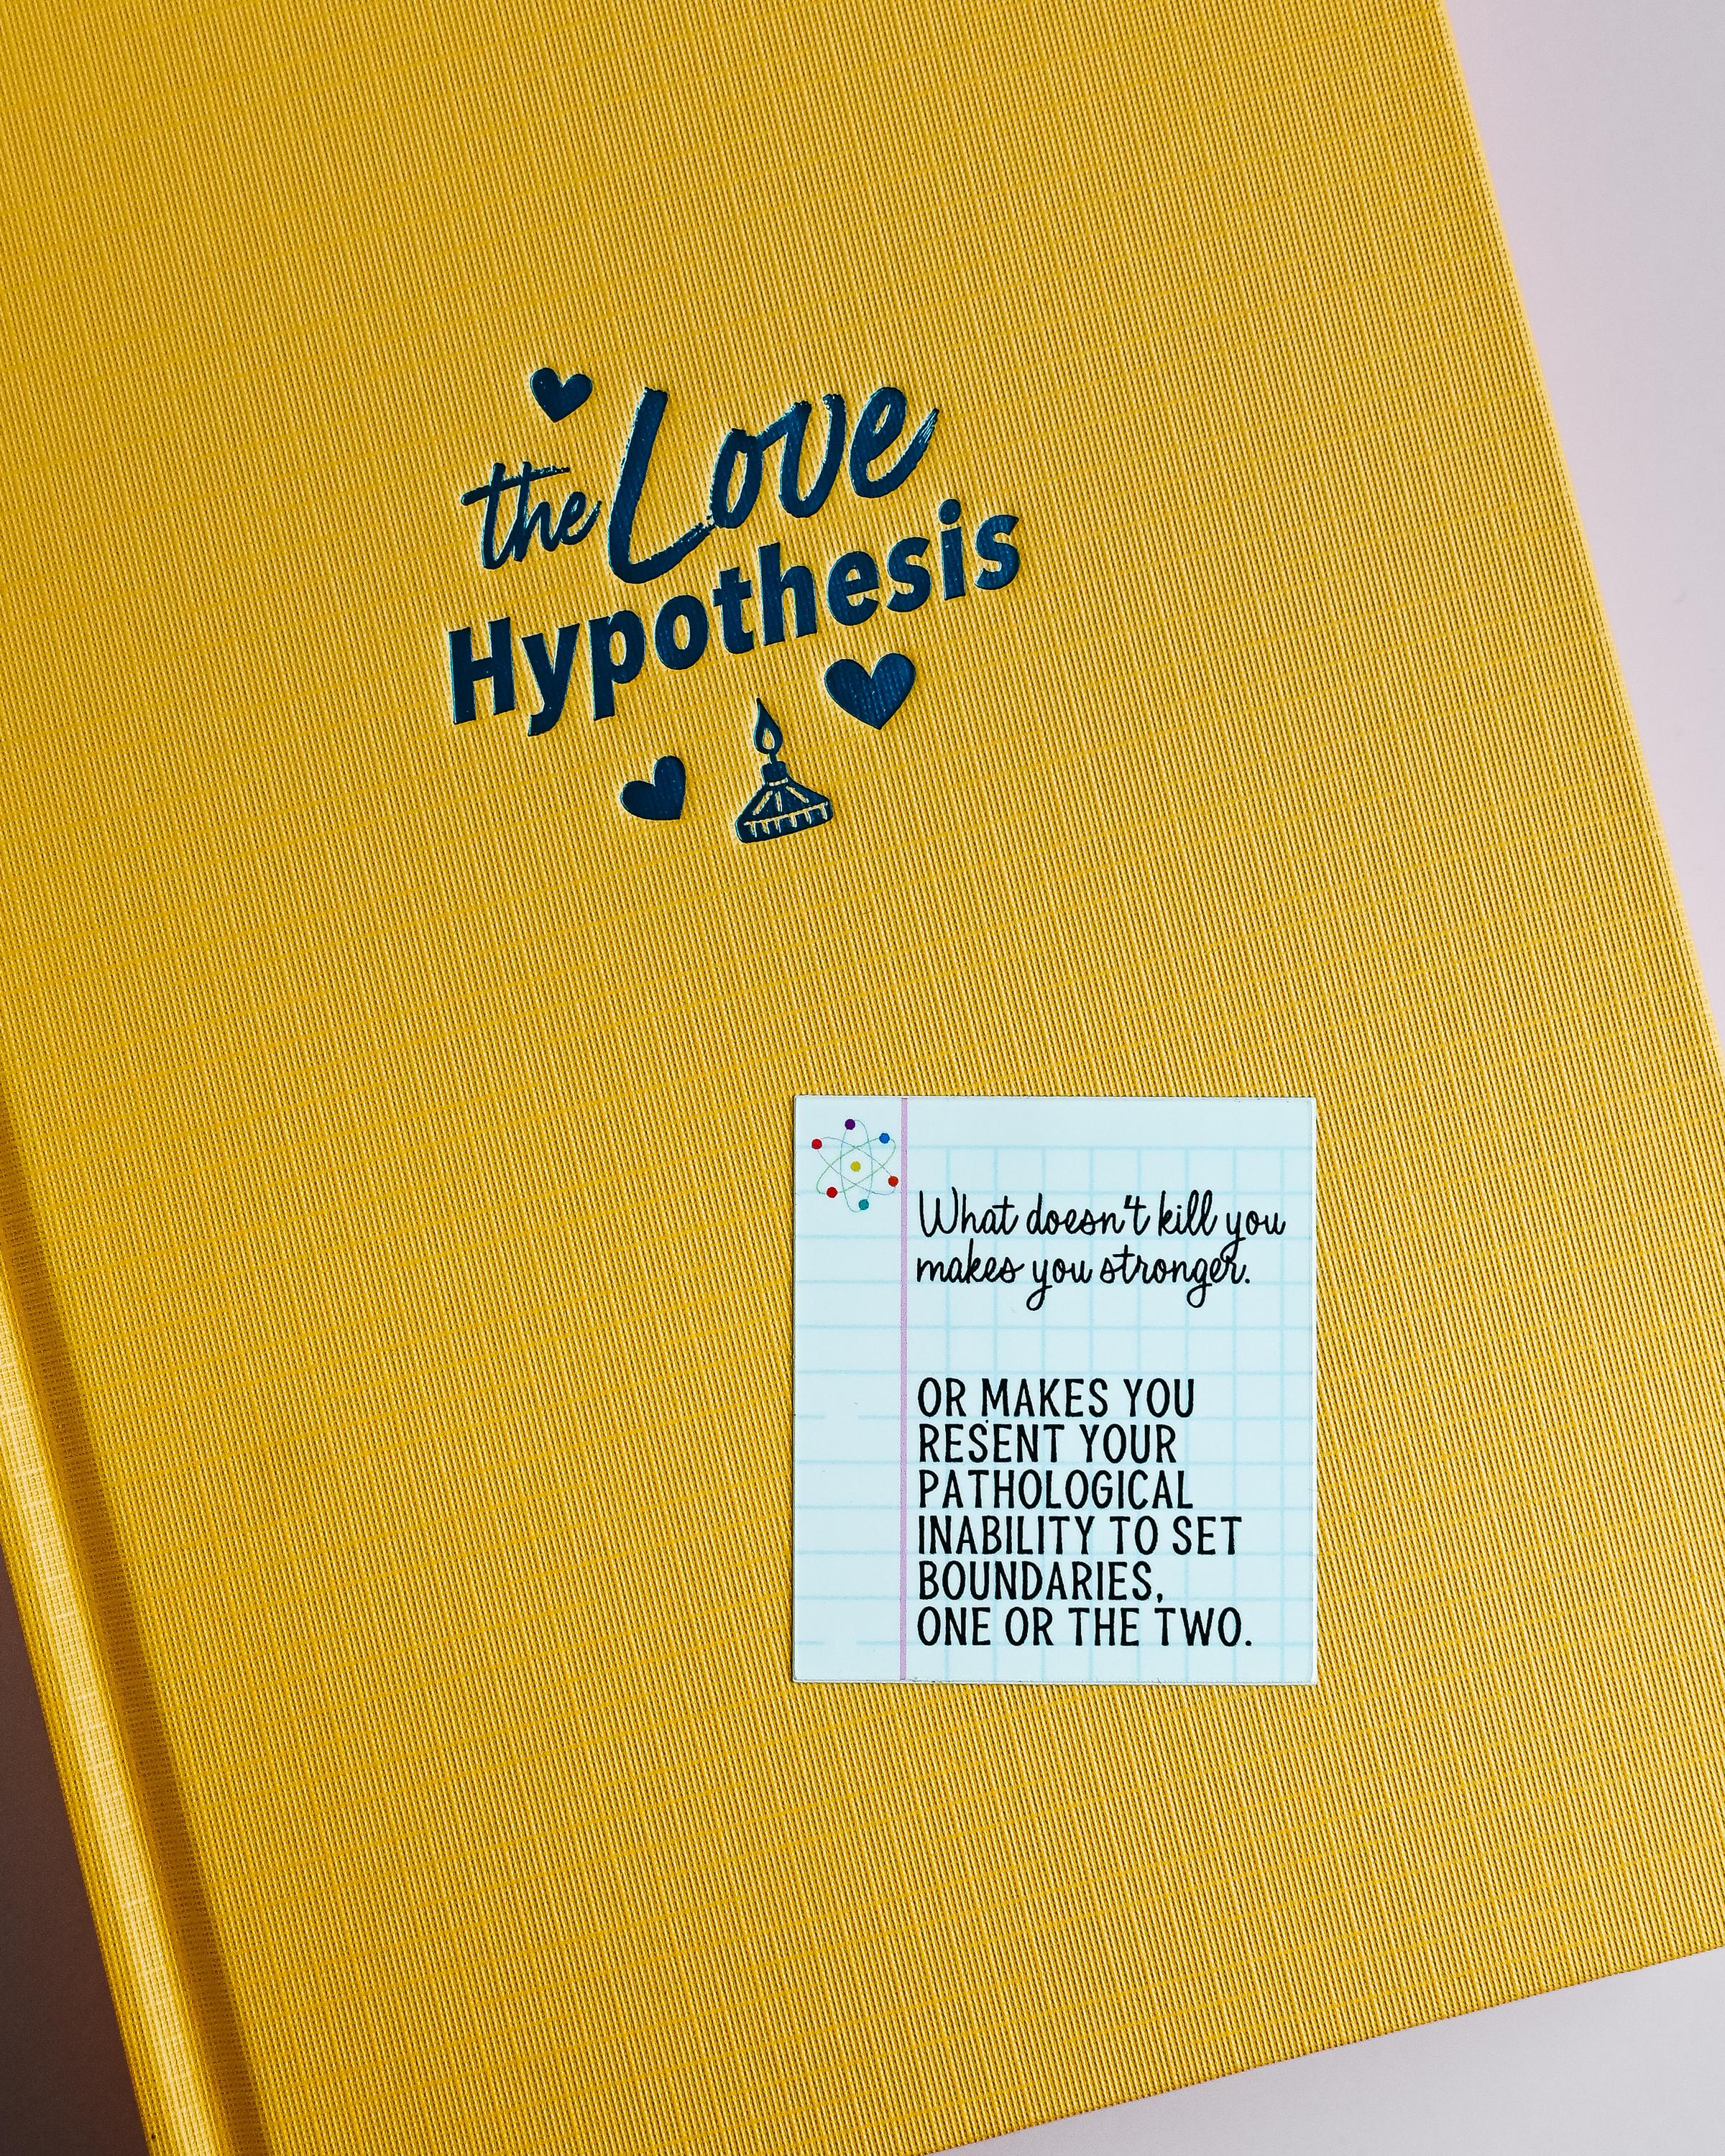 the Love
Hypothesis
What doesn't kill you
makes you stronger.
OR MAKES YOU
RESENT YOUR
PATHOLOGICAL
INABILITY TO SET
BOUNDARIES,
ONE OR THE TWO.